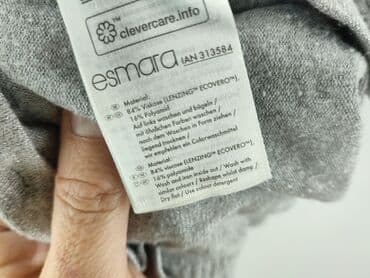 clevercare.info
esmara IAN 313584
Material:
84% Viskose (LENZING™ ECOVERO™),
16% Polyamid
Auf links waschen und bügeln /
mit ähnlichen Farben waschen /
nach dem Waschen in Form ziehen /
liegend trocknen /
wir empfehlen ein Colorwaschmittel
Material:
84% viscose (LENZING™ ECOVERO™),
16% polyamide
Wash and iron inside out / Wash with
similar colours / Reshape whilst damp /
Dry flat / Use colour detergent